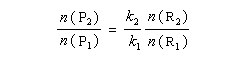 n(P₂)/n(P₁) = k₂/k₁ n(R₂)/n(R₁)